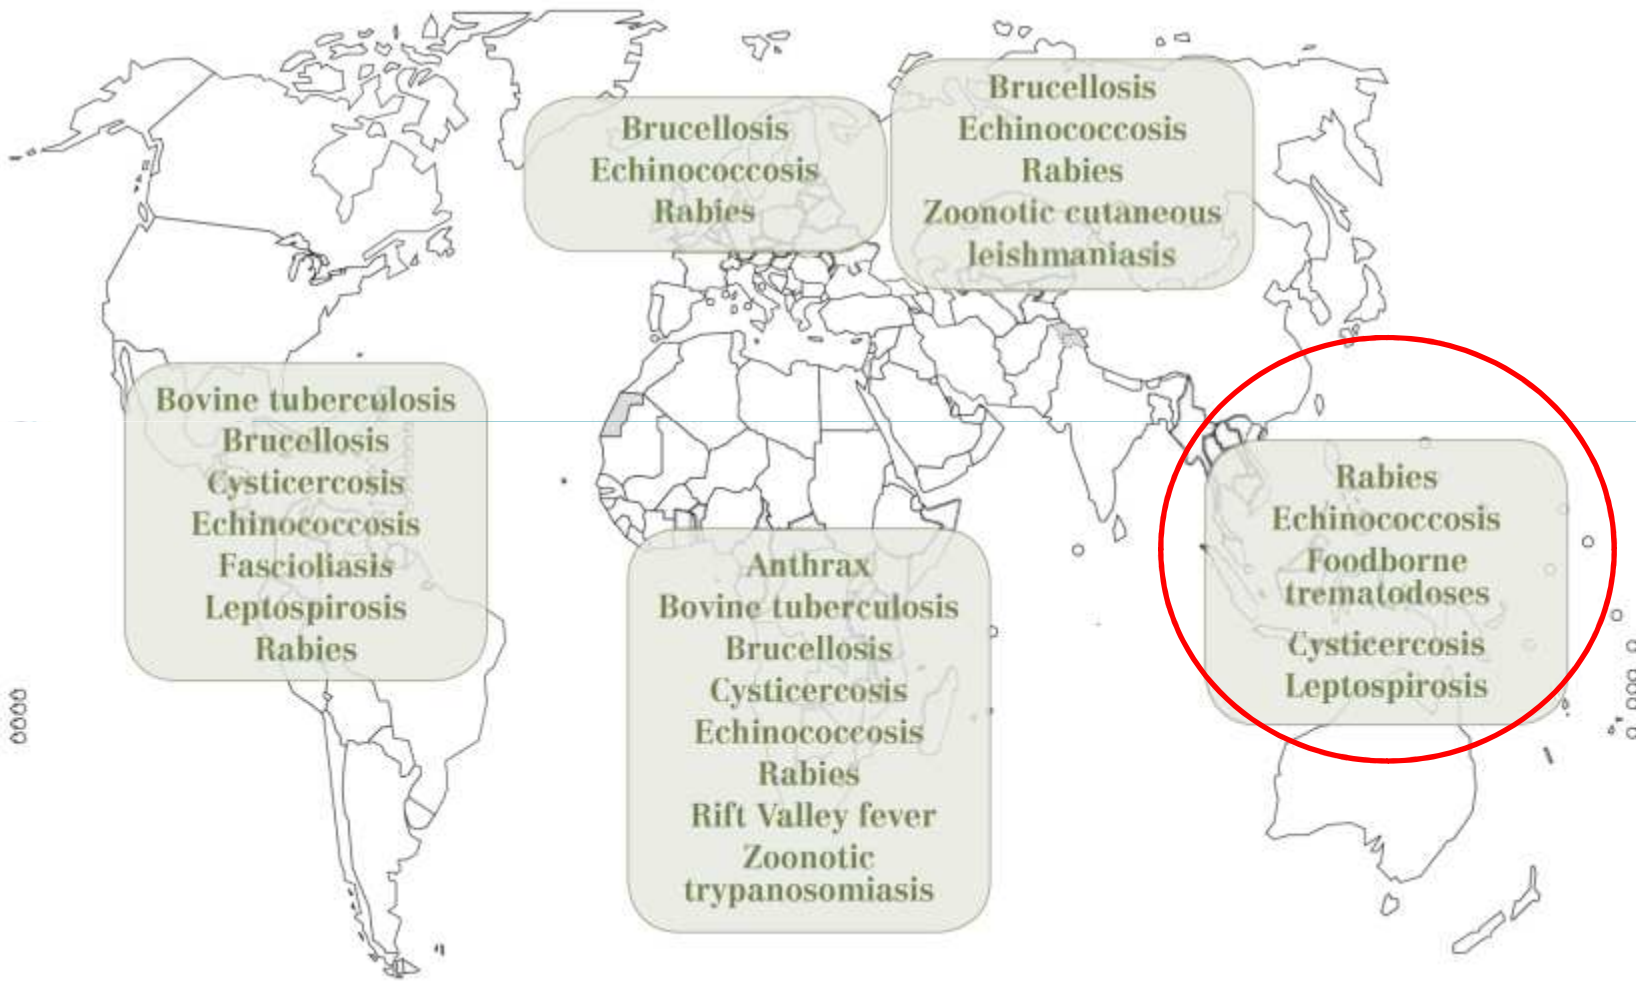 Brucellosis
Echinococcosis
Rabies
Brucellosis
Echinococcosis
Rabies
Zoonotic cutaneous
leishmaniasis
Bovine tuberculosis
Brucellosis
Cysticercosis
Echinococcosis
Fascioliasis
Leptospirosis
Rabies
Anthrax
Bovine tuberculosis
Brucellosis
Cysticercosis
Echinococcosis
Rabies
Rift Valley fever
Zoonotic
trypanosomiasis
Rabies
Echinococcosis
Foodborne
trematodoses
Cysticercosis
Leptospirosis